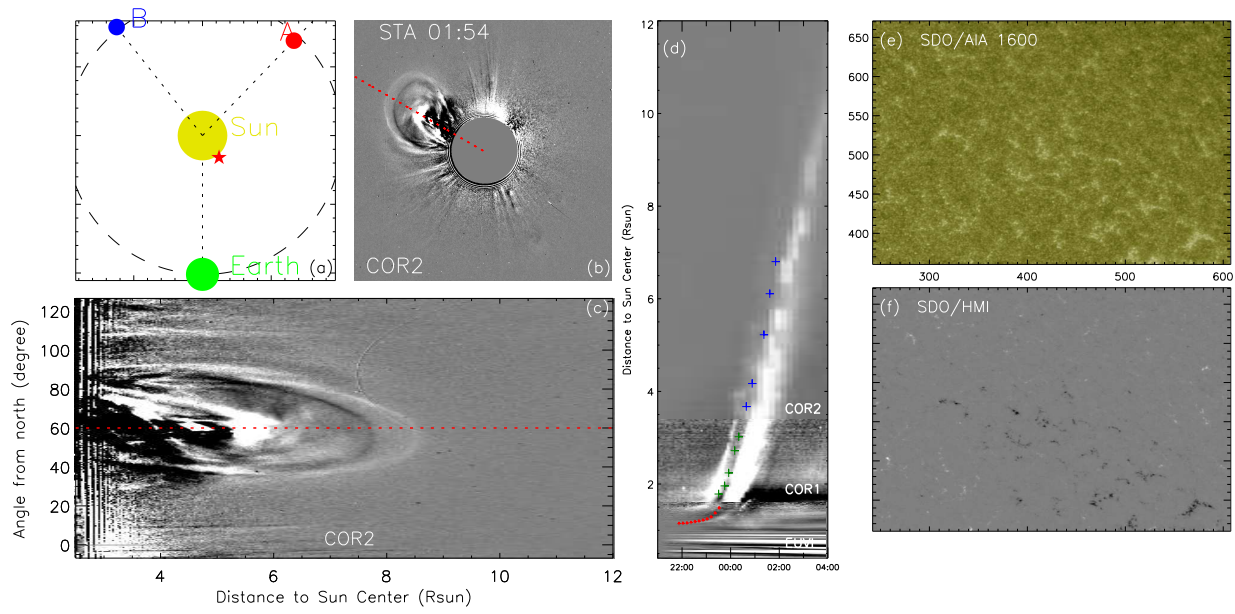 B
A
Sun
Earth (a)
STA 01:54
COR2
(b)
(c)
120
100
80
60
40
20
0
Angle from north (degree)
COR2
4 6 8 10 12
Distance to Sun Center (Rsun)
(d)
12
10
8
6
4
2
Distance to Sun Center (Rsun)
COR2
COR1
EUVI
22:00 00:00 02:00 04:00
(e) SDO/AIA 1600
650
600
550
500
450
400
300 400 500 600
(f) SDO/HMI